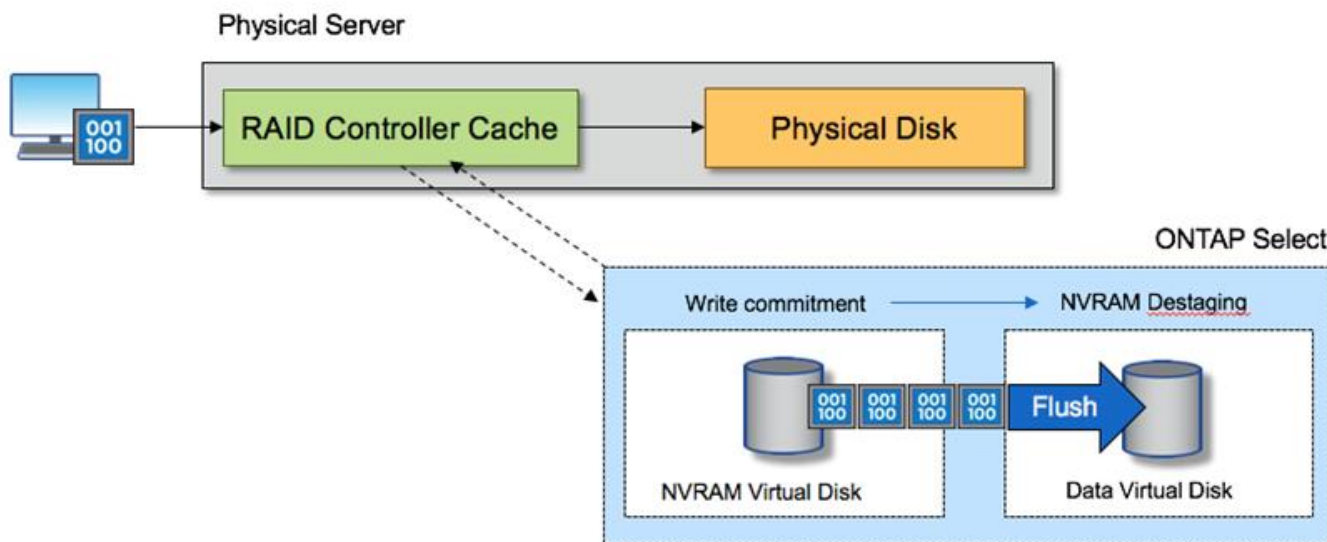 Physical Server
001
100
RAID Controller Cache
Physical Disk
ONTAP Select
Write commitment
NVRAM Destaging
001
100
001
100
001
100
001
100
Flush
NVRAM Virtual Disk
Data Virtual Disk